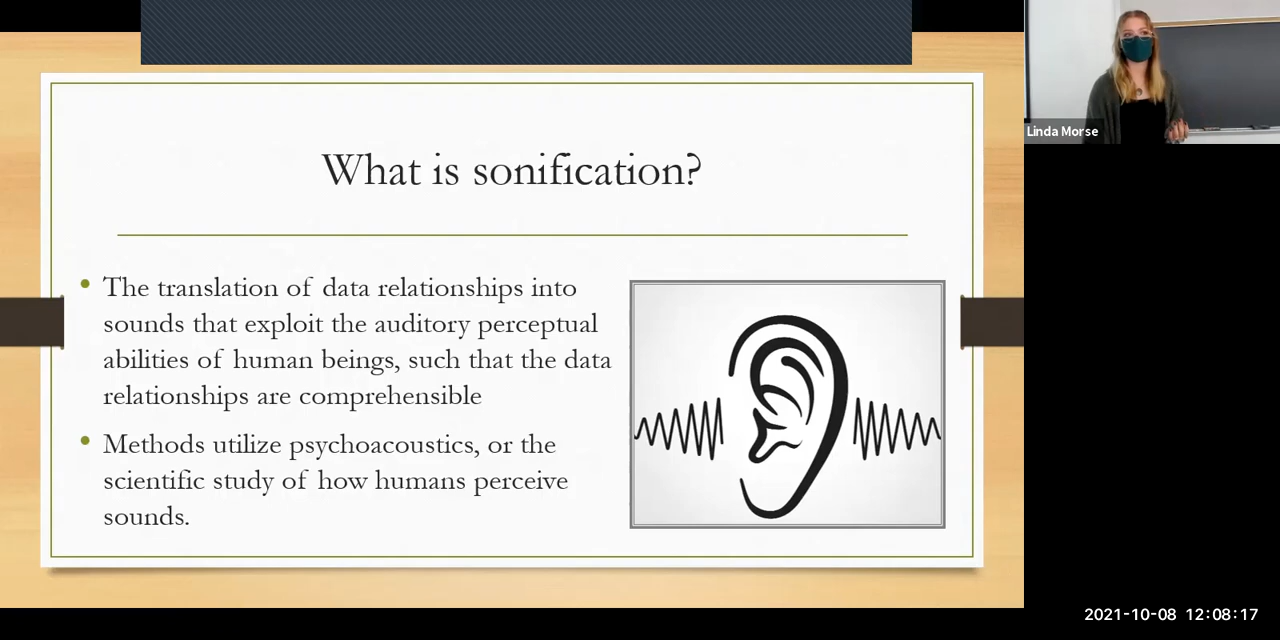 What is sonification?
• The translation of data relationships into
sounds that exploit the auditory perceptual
abilities of human beings, such that the data
relationships are comprehensible
• Methods utilize psychoacoustics, or the
scientific study of how humans perceive
sounds.
Linda Morse
2021-10-08 12:08:17